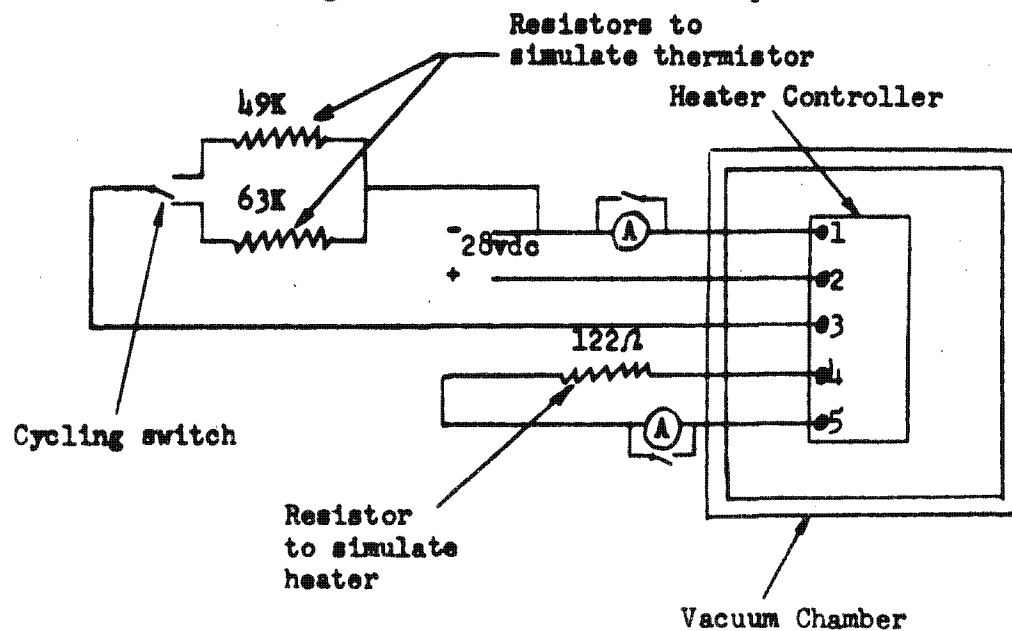 Resistors to
simulate thermistor
Heater Controller
49K
63K
-
28vdc
+
A
1
2
3
122Ω
4
A
5
Cycling switch
Resistor
to simulate
heater
Vacuum Chamber